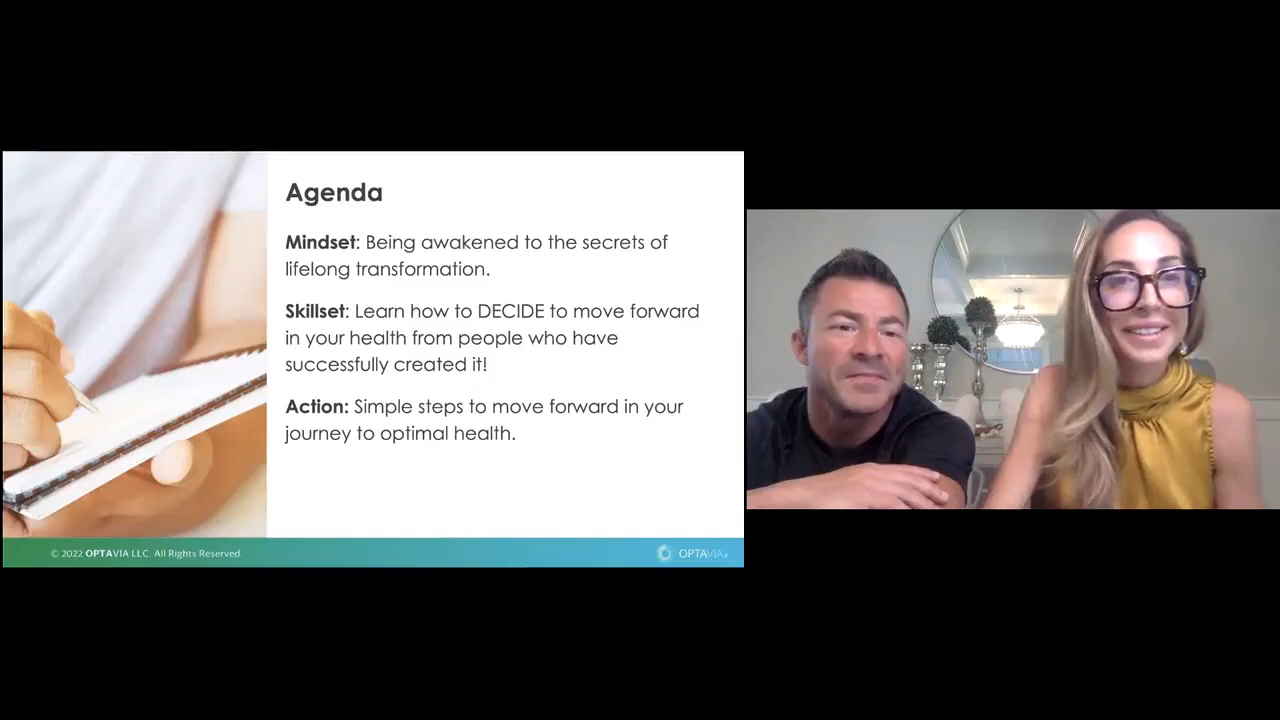 Agenda
Mindset: Being awakened to the secrets of
lifelong transformation.
Skillset: Learn how to DECIDE to move forward
in your health from people who have
successfully created it!
Action: Simple steps to move forward in your
journey to optimal health.
© 2022 OPTAVIA LLC. All Rights Reserved.
OPTAVIA®